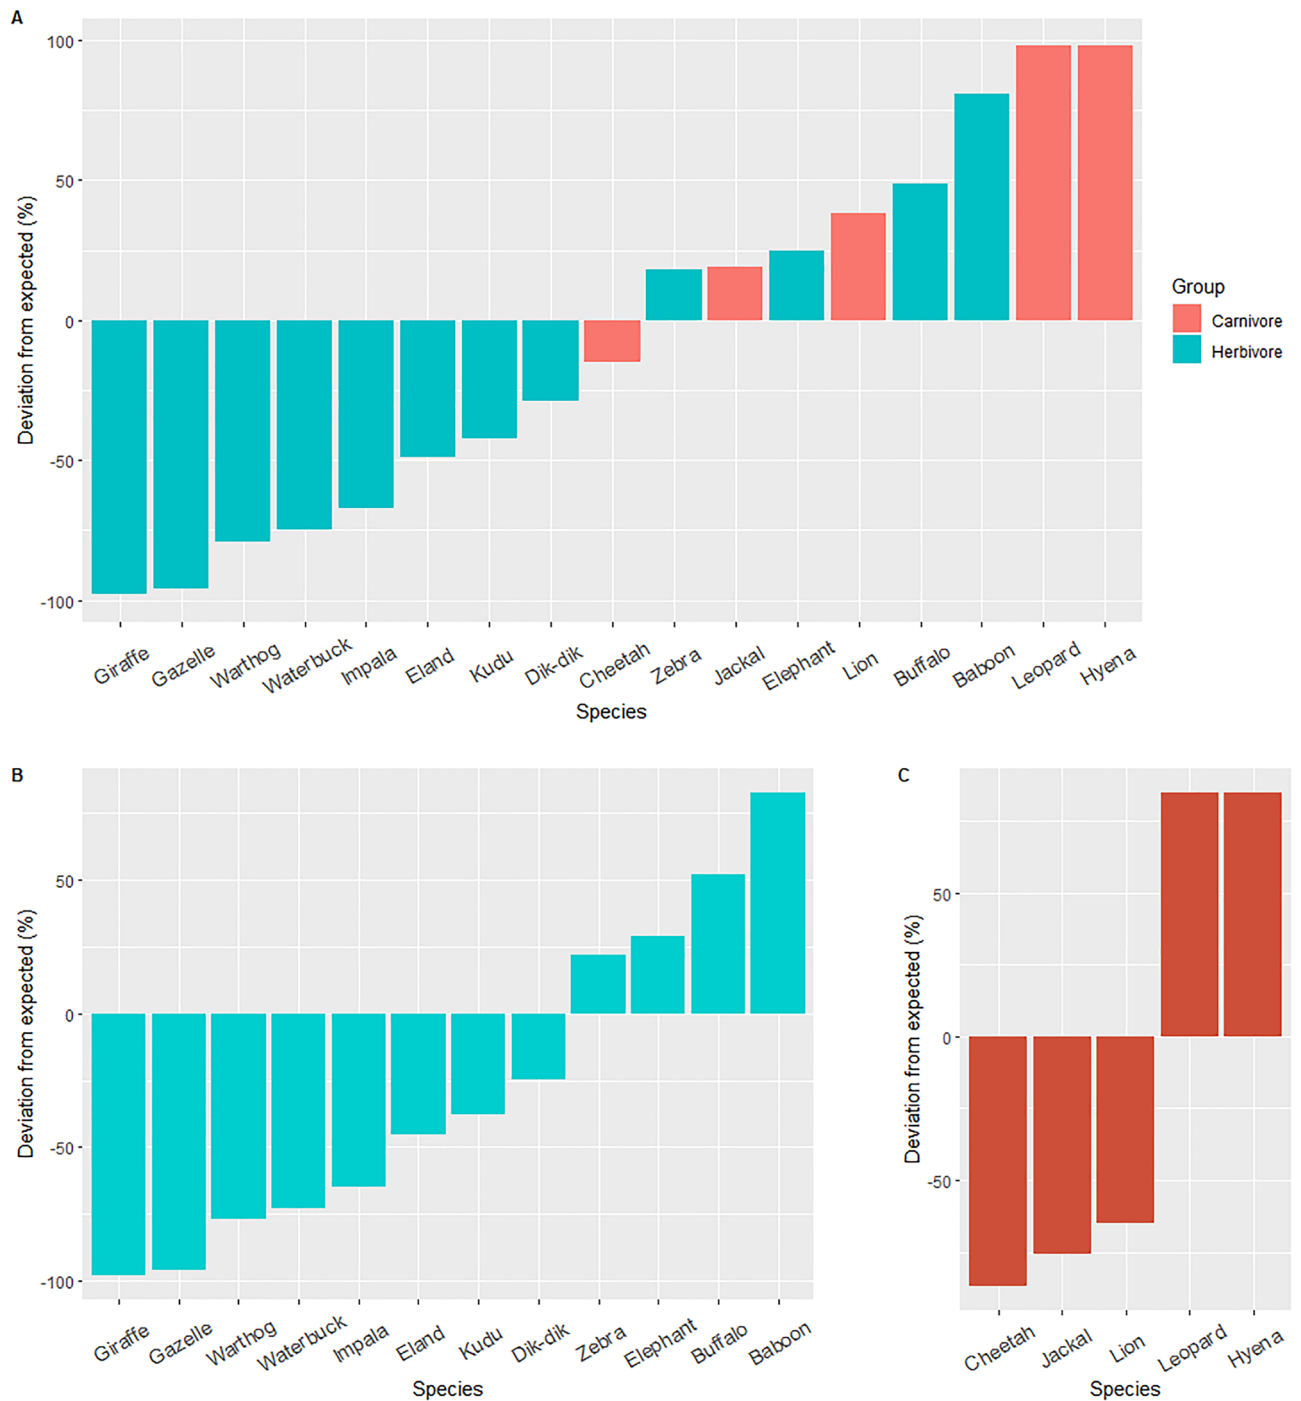 A
100
50
0
-50
-100
Deviation from expected (%)
Giraffe
Gazelle
Warthog
Waterbuck
Impala
Eland
Kudu
Dik-dik
Cheetah
Zebra
Jackal
Elephant
Lion
Buffalo
Baboon
Leopard
Hyena
Species
Group
Carnivore
Herbivore
B
50
0
-50
-100
Deviation from expected (%)
Giraffe
Gazelle
Warthog
Waterbuck
Impala
Eland
Kudu
Dik-dik
Zebra
Elephant
Buffalo
Baboon
Species
C
50
0
-50
Deviation from expected (%)
Cheetah
Jackal
Lion
Leopard
Hyena
Species